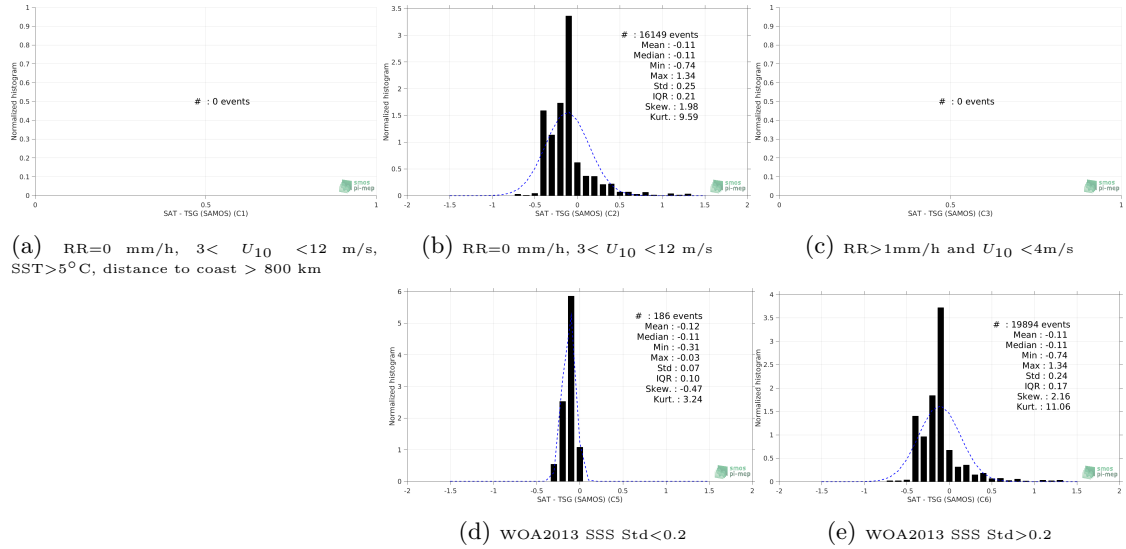 1
0.9
0.8
0.7
0.6
0.5
0.4
0.3
0.2
0.1
0
Normalized histogram
# : 0 events
0 0.5 1
SAT - TSG (SAMOS) (C1)
smos
pi-mep
(a) RR=0 mm/h, 3< U10 <12 m/s,
SST>5°C, distance to coast > 800 km
3.5
3
2.5
2
1.5
1
0.5
0
Normalized histogram
# : 16149 events
Mean : -0.11
Median : -0.11
Min : -0.74
Max : 1.34
Std : 0.25
IQR : 0.21
Skew. : 1.98
Kurt. : 9.59
-2 -1.5 -1 -0.5 0 0.5 1 1.5 2
SAT - TSG (SAMOS) (C2)
smos
pi-mep
(b) RR=0 mm/h, 3< U10 <12 m/s
1
0.9
0.8
0.7
0.6
0.5
0.4
0.3
0.2
0.1
0
Normalized histogram
# : 0 events
0 0.5 1
SAT - TSG (SAMOS) (C3)
smos
pi-mep
(c) RR>1mm/h and U10 <4m/s
6
5
4
3
2
1
0
Normalized histogram
# : 186 events
Mean : -0.12
Median : -0.11
Min : -0.31
Max : -0.03
Std : 0.07
IQR : 0.10
Skew. : -0.47
Kurt. : 3.24
-2 -1.5 -1 -0.5 0 0.5 1 1.5 2
SAT - TSG (SAMOS) (C5)
smos
pi-mep
(d) WOA2013 SSS Std<0.2
4
3.5
3
2.5
2
1.5
1
0.5
0
Normalized histogram
# : 19894 events
Mean : -0.11
Median : -0.11
Min : -0.74
Max : 1.34
Std : 0.24
IQR : 0.17
Skew. : 2.16
Kurt. : 11.06
-2 -1.5 -1 -0.5 0 0.5 1 1.5 2
SAT - TSG (SAMOS) (C6)
smos
pi-mep
(e) WOA2013 SSS Std>0.2